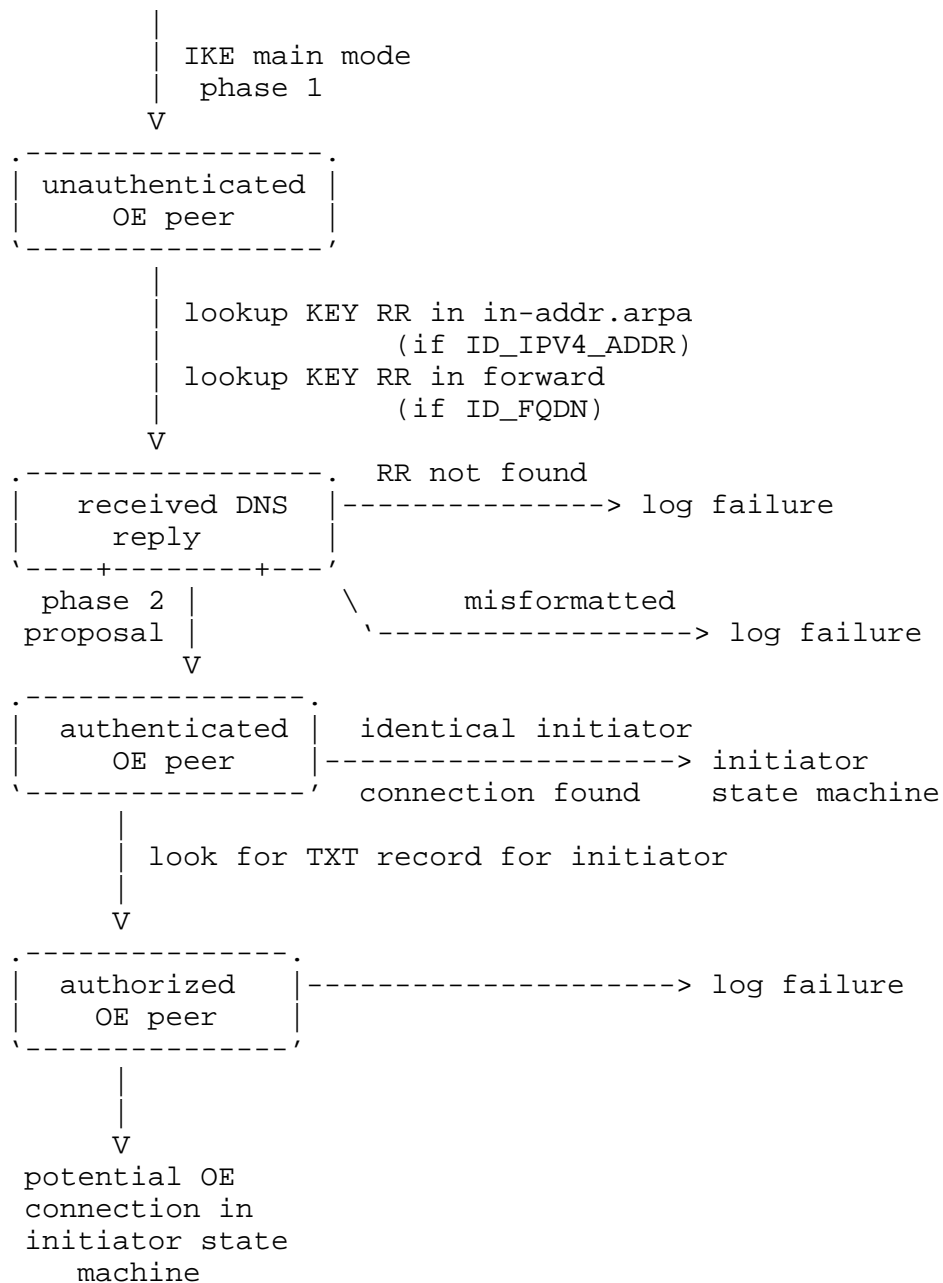 IKE main mode
phase 1
unauthenticated
OE peer
lookup KEY RR in in-addr.arpa
(if ID_IPV4_ADDR)
lookup KEY RR in forward
(if ID_FQDN)
RR not found
received DNS
reply
log failure
phase 2
proposal
misformatted
log failure
authenticated
OE peer
identical initiator
connection found
initiator
state machine
look for TXT record for initiator
authorized
OE peer
log failure
potential OE
connection in
initiator state
machine